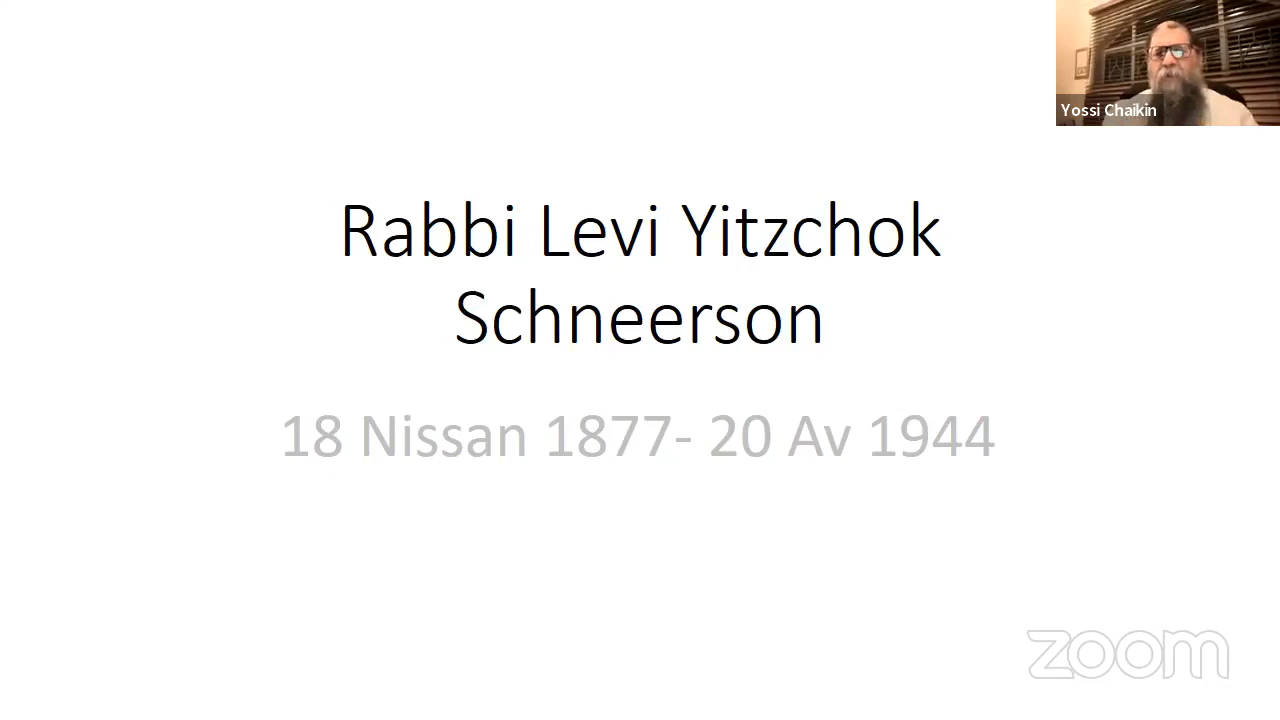 Yossi Chaikin
Rabbi Levi Yitzchok
Schneerson
18 Nissan 1877- 20 Av 1944
zoom